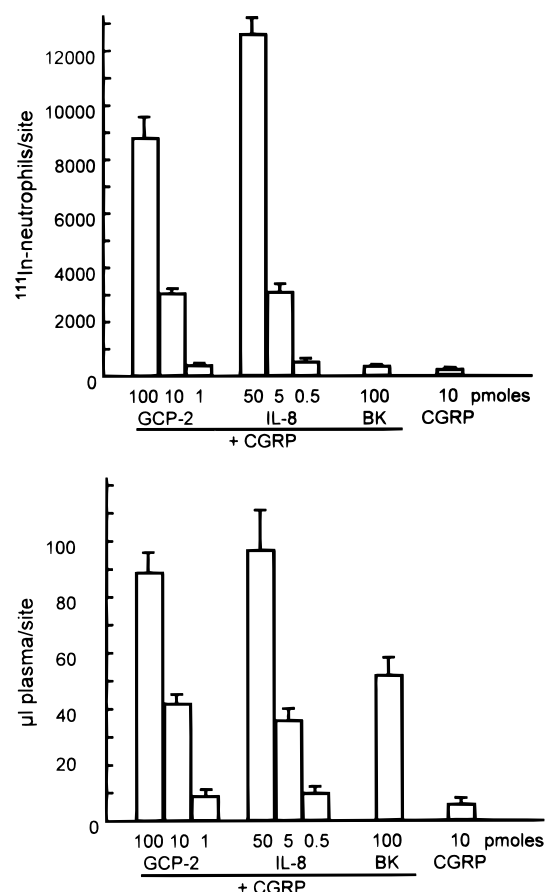 12000
10000
8000
6000
4000
2000
0
¹¹¹In-neutrophils/site
100 10 1 50 5 0.5 100 10 pmoles
GCP-2 IL-8 BK CGRP
+ CGRP
100
80
60
40
20
0
µl plasma/site
100 10 1 50 5 0.5 100 10 pmoles
GCP-2 IL-8 BK CGRP
+ CGRP